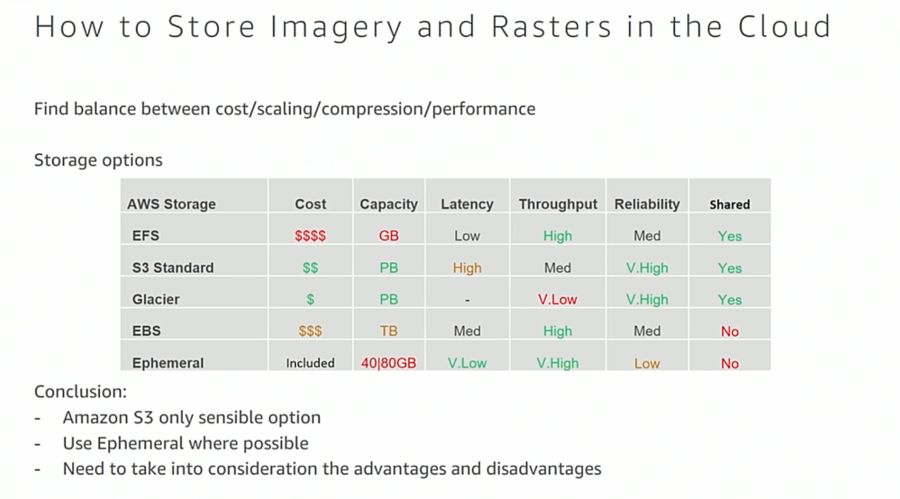 How to Store Imagery and Rasters in the Cloud
Find balance between cost/scaling/compression/performance
Storage options
AWS Storage Cost Capacity Latency Throughput Reliability Shared
EFS $$$$ GB Low High Med Yes
S3 Standard $$ PB High Med V.High Yes
Glacier $ PB - V.Low V.High Yes
EBS $$$ TB Med High Med No
Ephemeral Included 40|80GB V.Low V.High Low No
Conclusion:
- Amazon S3 only sensible option
- Use Ephemeral where possible
- Need to take into consideration the advantages and disadvantages